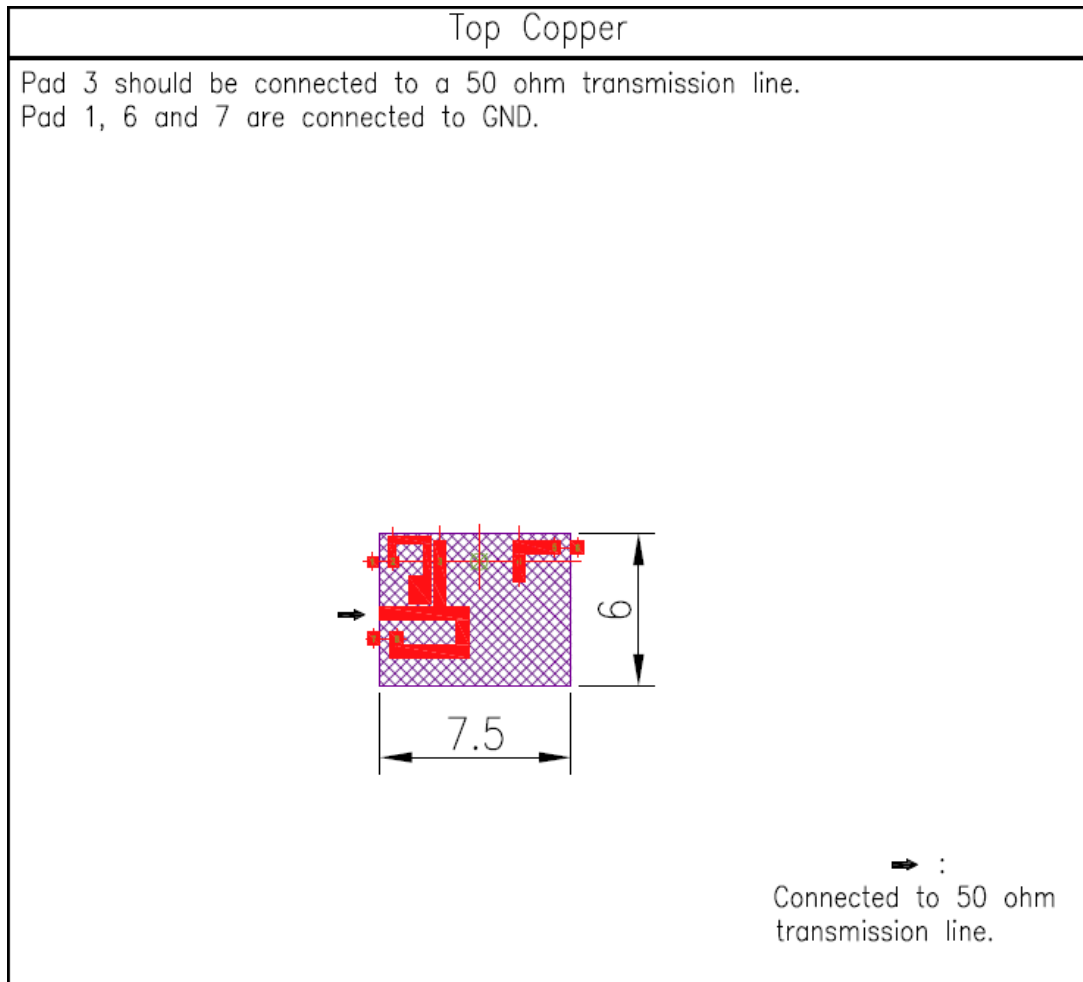 Top Copper
Pad 3 should be connected to a 50 ohm transmission line.
Pad 1, 6 and 7 are connected to GND.
6
7.5
:
Connected to 50 ohm
transmission line.